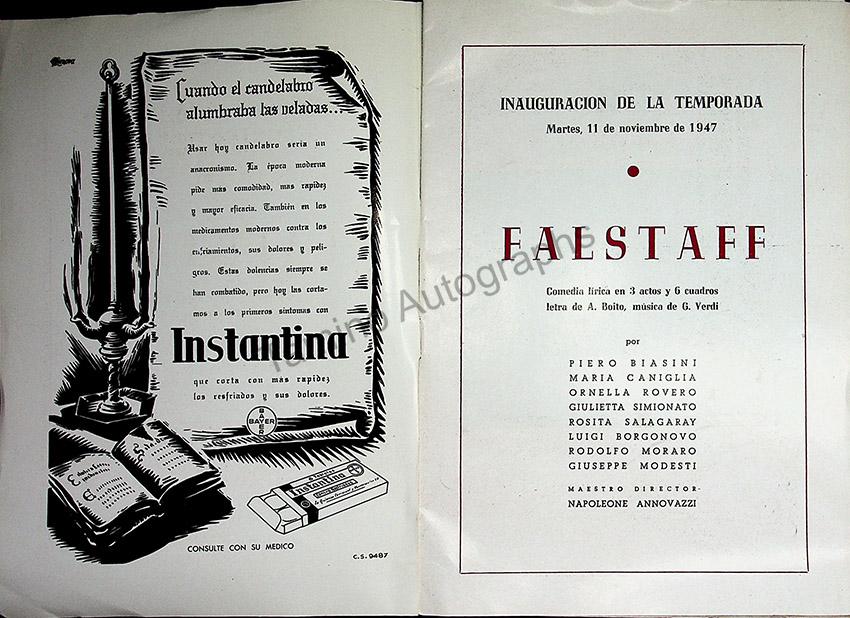 Cuando el candelabro
alumbraba las veladas...
Usar hoy candelabro sería un
anacronismo. La época moderna
pide más comodidad, mas rapidez
y mayor eficacia. También en los
medicamentos modernos contra los
enfriamientos, sus dolores y peli-
gros. Estas dolencias siempre se
han combatido, pero hoy las corta-
mos a los primeros síntomas con
Instantina
que corta con más rapidez
los resfriados y sus dolores.
BAYER
BAYER
Instantina
CONSULTE CON SU MEDICO
C.S. 9487
INAUGURACION DE LA TEMPORADA
Martes, 11 de noviembre de 1947
FALSTAFF
Comedia lírica en 3 actos y 6 cuadros
letra de A. Boito, música de G. Verdi
por
PIERO BIASINI
MARIA CANIGLIA
ORNELLA ROVERO
GIULIETTA SIMIONATO
ROSITA SALAGARAY
LUIGI BORGONOVO
RODOLFO MORARO
GIUSEPPE MODESTI
MAESTRO DIRECTOR
NAPOLEONE ANNOVAZZI
Tamino Autographs